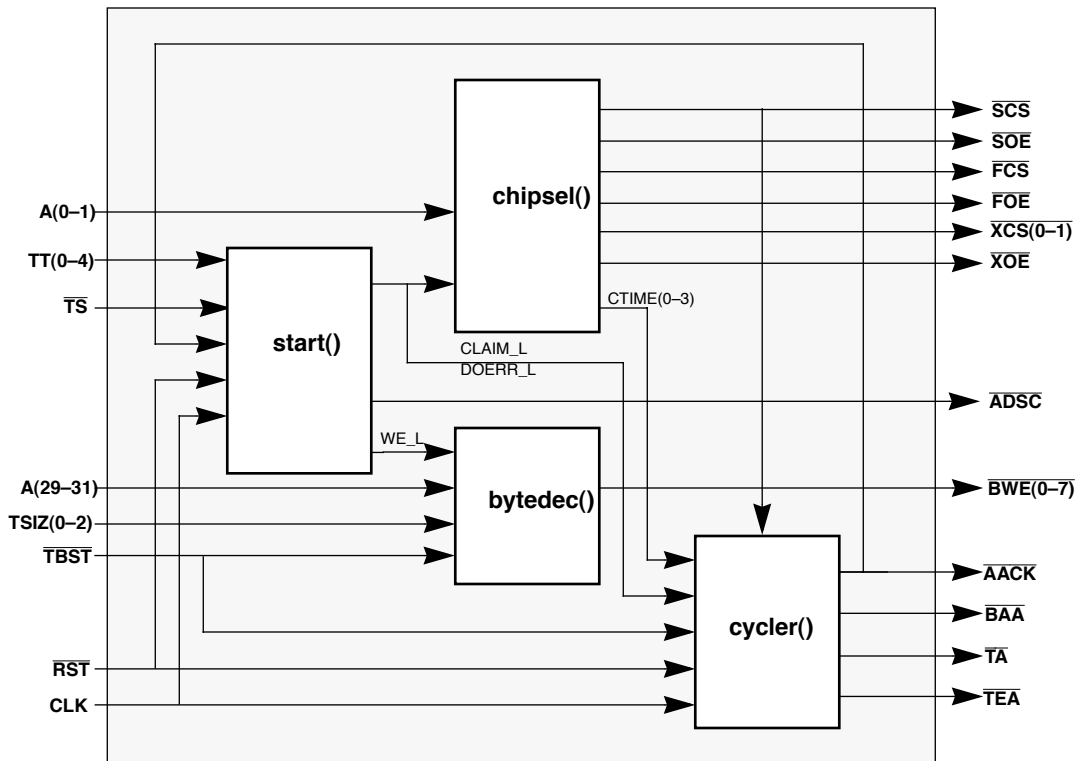 SCS
SOE
FCS
chipsel()
FOE
A(0–1)
XCS(0–1)
TT(0–4)
XOE
TS
CTIME(0–3)
start()
CLAIM_L
DOERR_L
ADSC
WE_L
A(29–31)
bytedec()
BWE(0–7)
TSIZ(0–2)
TBST
AACK
BAA
cycler()
TA
RST
TEA
CLK